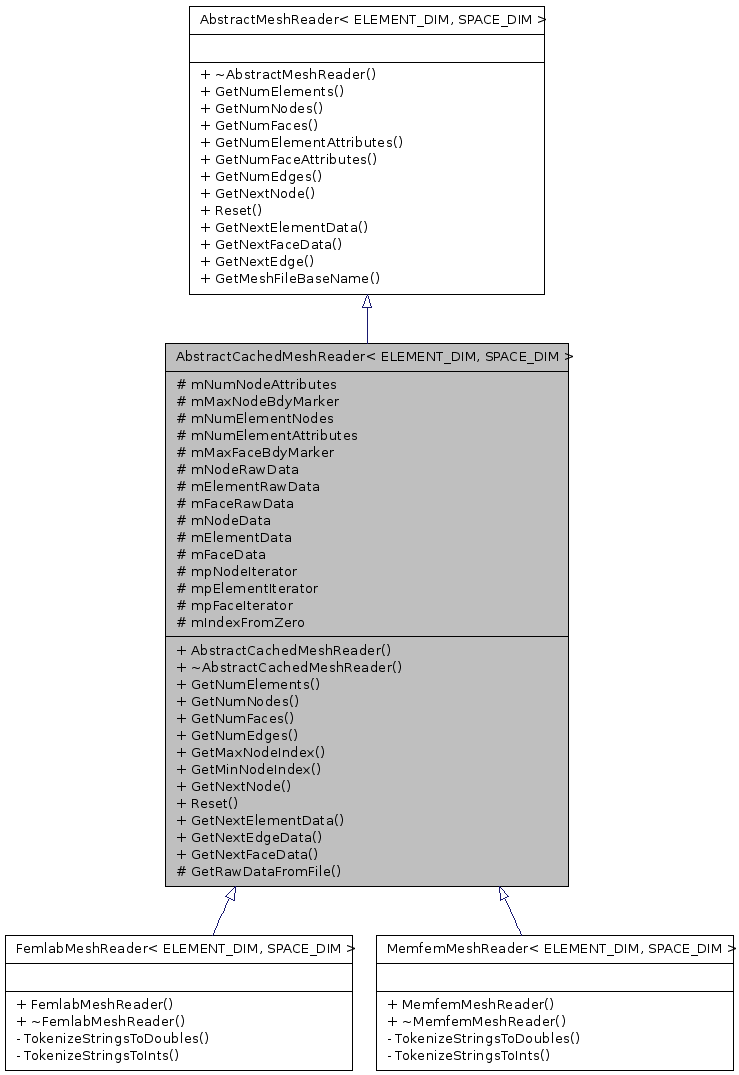 AbstractMeshReader< ELEMENT_DIM, SPACE_DIM >
+ ~AbstractMeshReader()
+ GetNumElements()
+ GetNumNodes()
+ GetNumFaces()
+ GetNumElementAttributes()
+ GetNumFaceAttributes()
+ GetNumEdges()
+ GetNextNode()
+ Reset()
+ GetNextElementData()
+ GetNextFaceData()
+ GetNextEdge()
+ GetMeshFileBaseName()
AbstractCachedMeshReader< ELEMENT_DIM, SPACE_DIM >
# mNumNodeAttributes
# mMaxNodeBdyMarker
# mNumElementNodes
# mNumElementAttributes
# mMaxFaceBdyMarker
# mNodeRawData
# mElementRawData
# mFaceRawData
# mNodeData
# mElementData
# mFaceData
# mpNodeIterator
# mpElementIterator
# mpFaceIterator
# mIndexFromZero
+ AbstractCachedMeshReader()
+ ~AbstractCachedMeshReader()
+ GetNumElements()
+ GetNumNodes()
+ GetNumFaces()
+ GetNumEdges()
+ GetMaxNodeIndex()
+ GetMinNodeIndex()
+ GetNextNode()
+ Reset()
+ GetNextElementData()
+ GetNextEdgeData()
+ GetNextFaceData()
# GetRawDataFromFile()
FemlabMeshReader< ELEMENT_DIM, SPACE_DIM >
+ FemlabMeshReader()
+ ~FemlabMeshReader()
- TokenizeStringsToDoubles()
- TokenizeStringsToInts()
MemfemMeshReader< ELEMENT_DIM, SPACE_DIM >
+ MemfemMeshReader()
+ ~MemfemMeshReader()
- TokenizeStringsToDoubles()
- TokenizeStringsToInts()